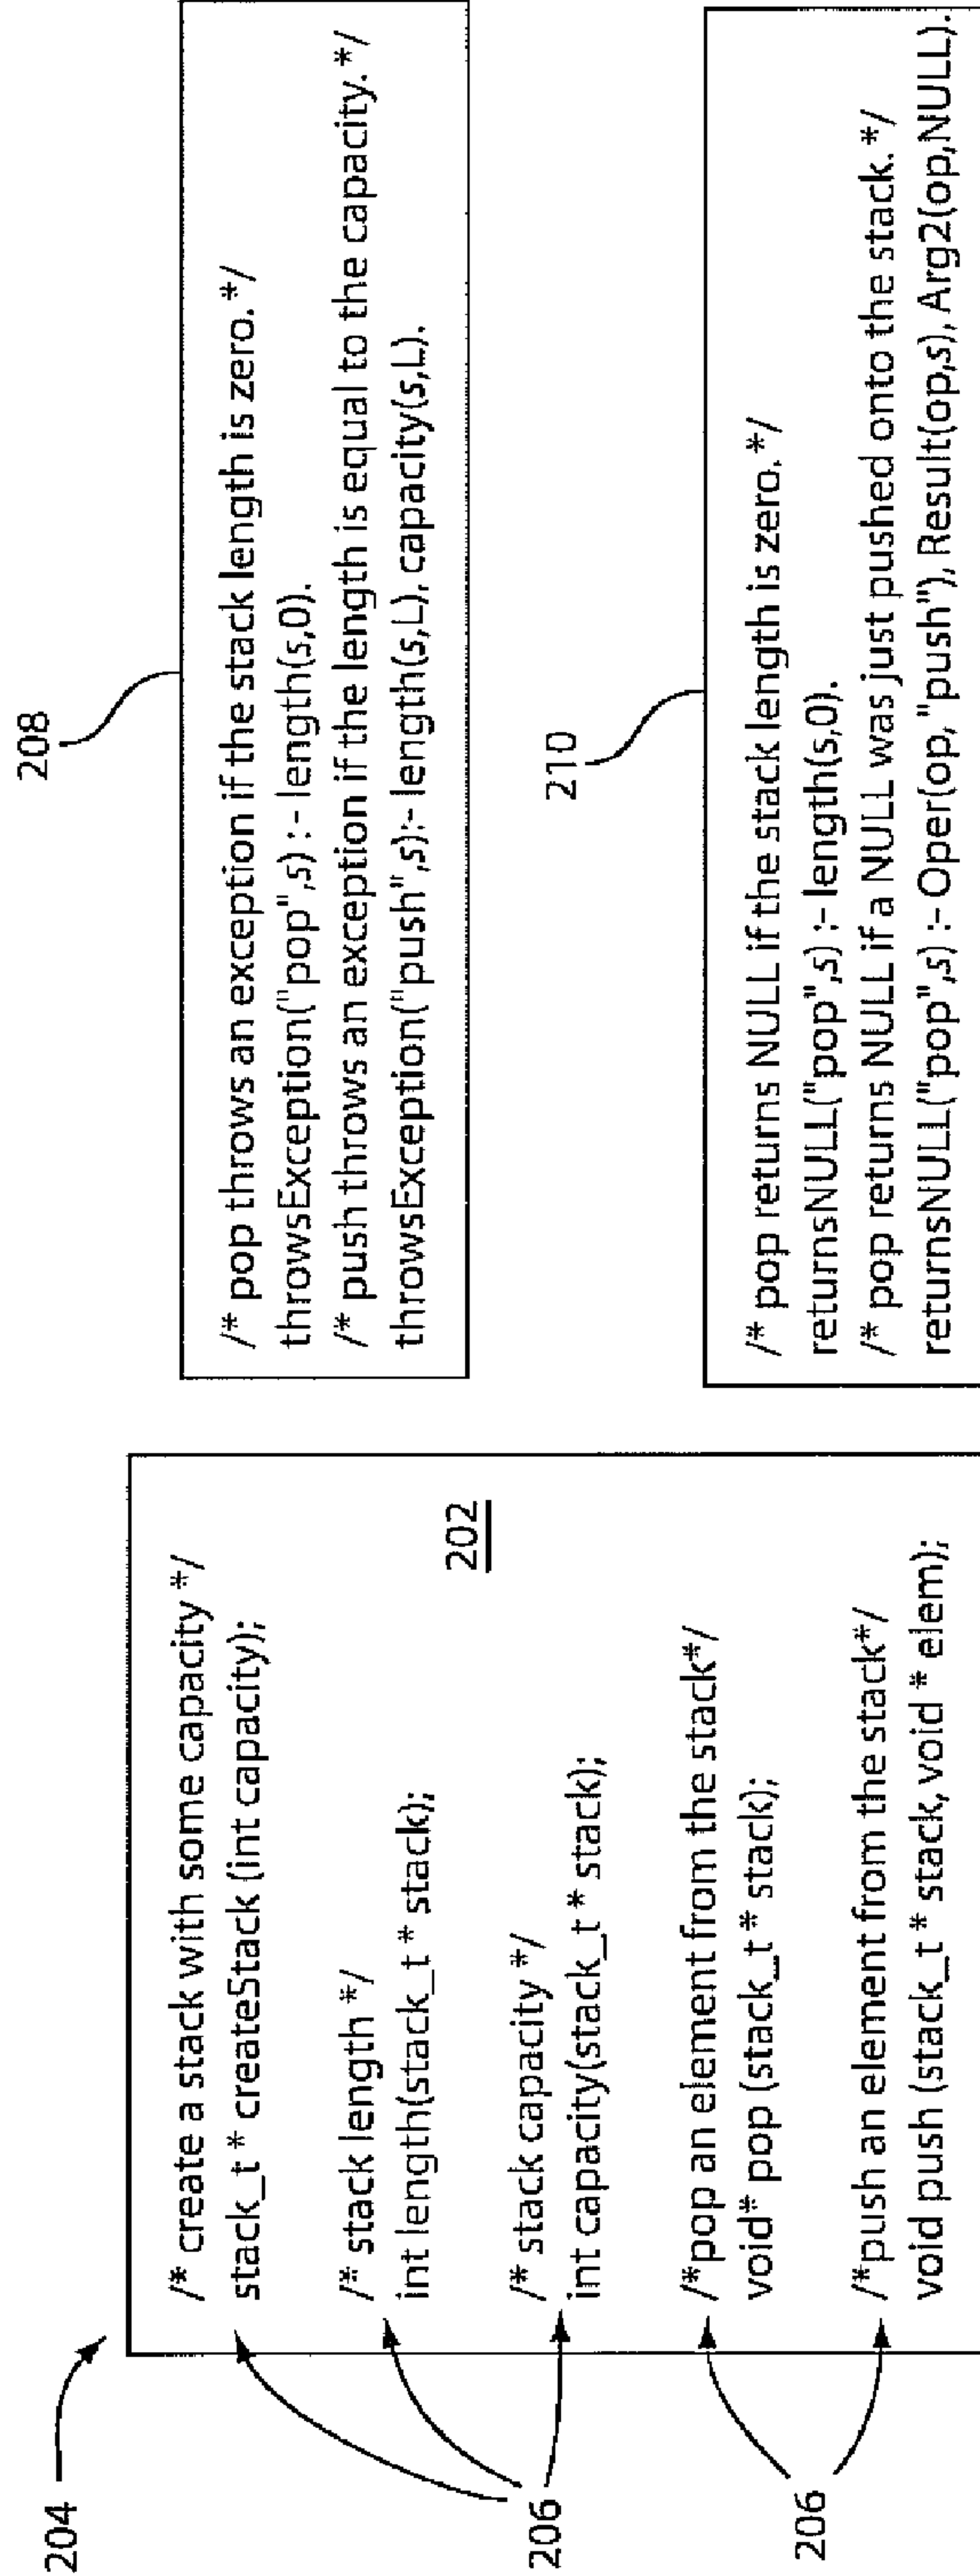 204
/* create a stack with some capacity */
stack_t * createStack (int capacity);
/* stack length */
int length(stack_t * stack);
202
/* stack capacity */
int capacity(stack_t * stack);
/*pop an element from the stack*/
void* pop (stack_t * stack);
/*push an element from the stack*/
void push (stack_t * stack, void * elem);
206
206
208
/* pop throws an exception if the stack length is zero. */
throwsException("pop",s) :- length(s,0).
/* push throws an exception if the length is equal to the capacity. */
throwsException("push",s):- length(s,L), capacity(s,L).
210
/* pop returns NULL if the stack length is zero.*/
returnsNULL("pop",s) :- length(s,0).
/* pop returns NULL if a NULL was just pushed onto the stack.*/
returnsNULL("pop",s) :- Oper(op, "push"), Result(op,s), Arg2(op,NULL).